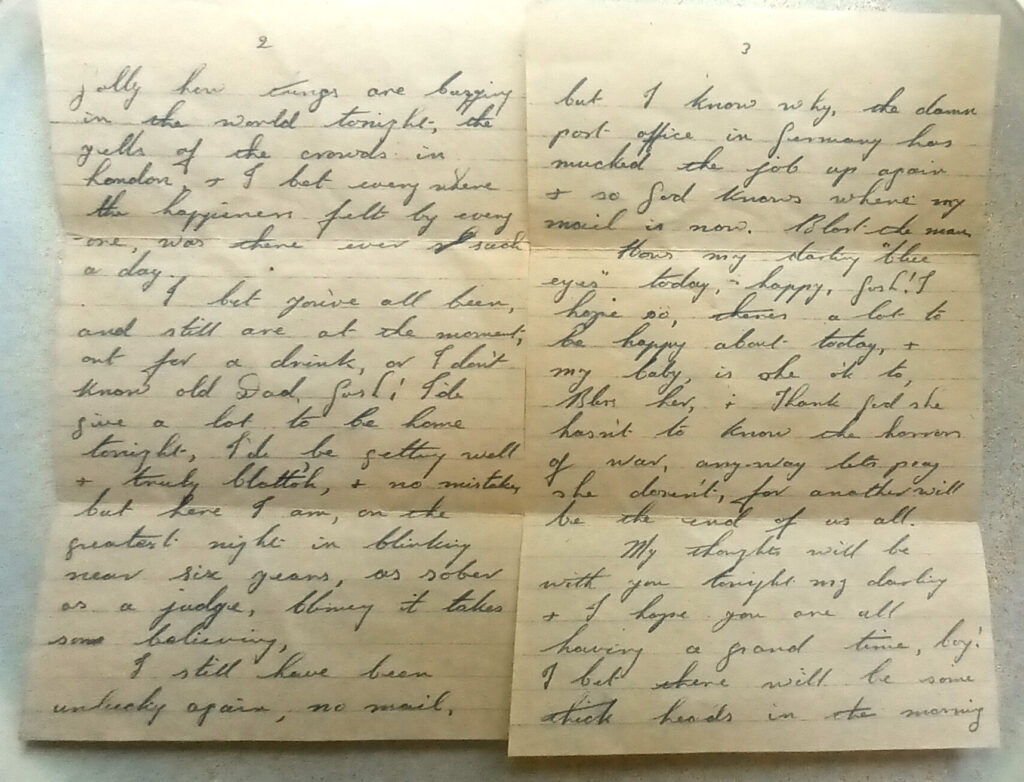 2
jolly how things are buzzing
in the world tonight, the
yells of the crowds in
London, + I bet everywhere
the happieness felt by every
one, was there ever such
a day.
I bet you've all been,
and still are at the moment,
out for a drink, or I don't
know old Dad, Gosh! I'de
give a lot to be home
tonight, I'de be getting well
+ truly blottoh, + no mistake,
but here I am, on the
greatest night in blinking
near six years, as sober
as a judge, blimey it takes
some believing,
I still have been
unlucky again, no mail,
3
but I know why, the damn
post office in Germany has
mucked the job up again
+ so God knows where my
mail is now. Blast the man
Hows my darling "blue
eyes" today, happy, Gosh! I
hope so, theres a lot to
be happy about today, +
my baby, is she ok to,
Bless her, + Thank God she
hasn't to know the horrors
of war, any-way lets pray
she doesn't, for another will
be the end of us all.
My thoughts will be
with you tonight my darling
+ I hope you are all
having a grand time, boy!
I bet there will be some
thick heads in the morning